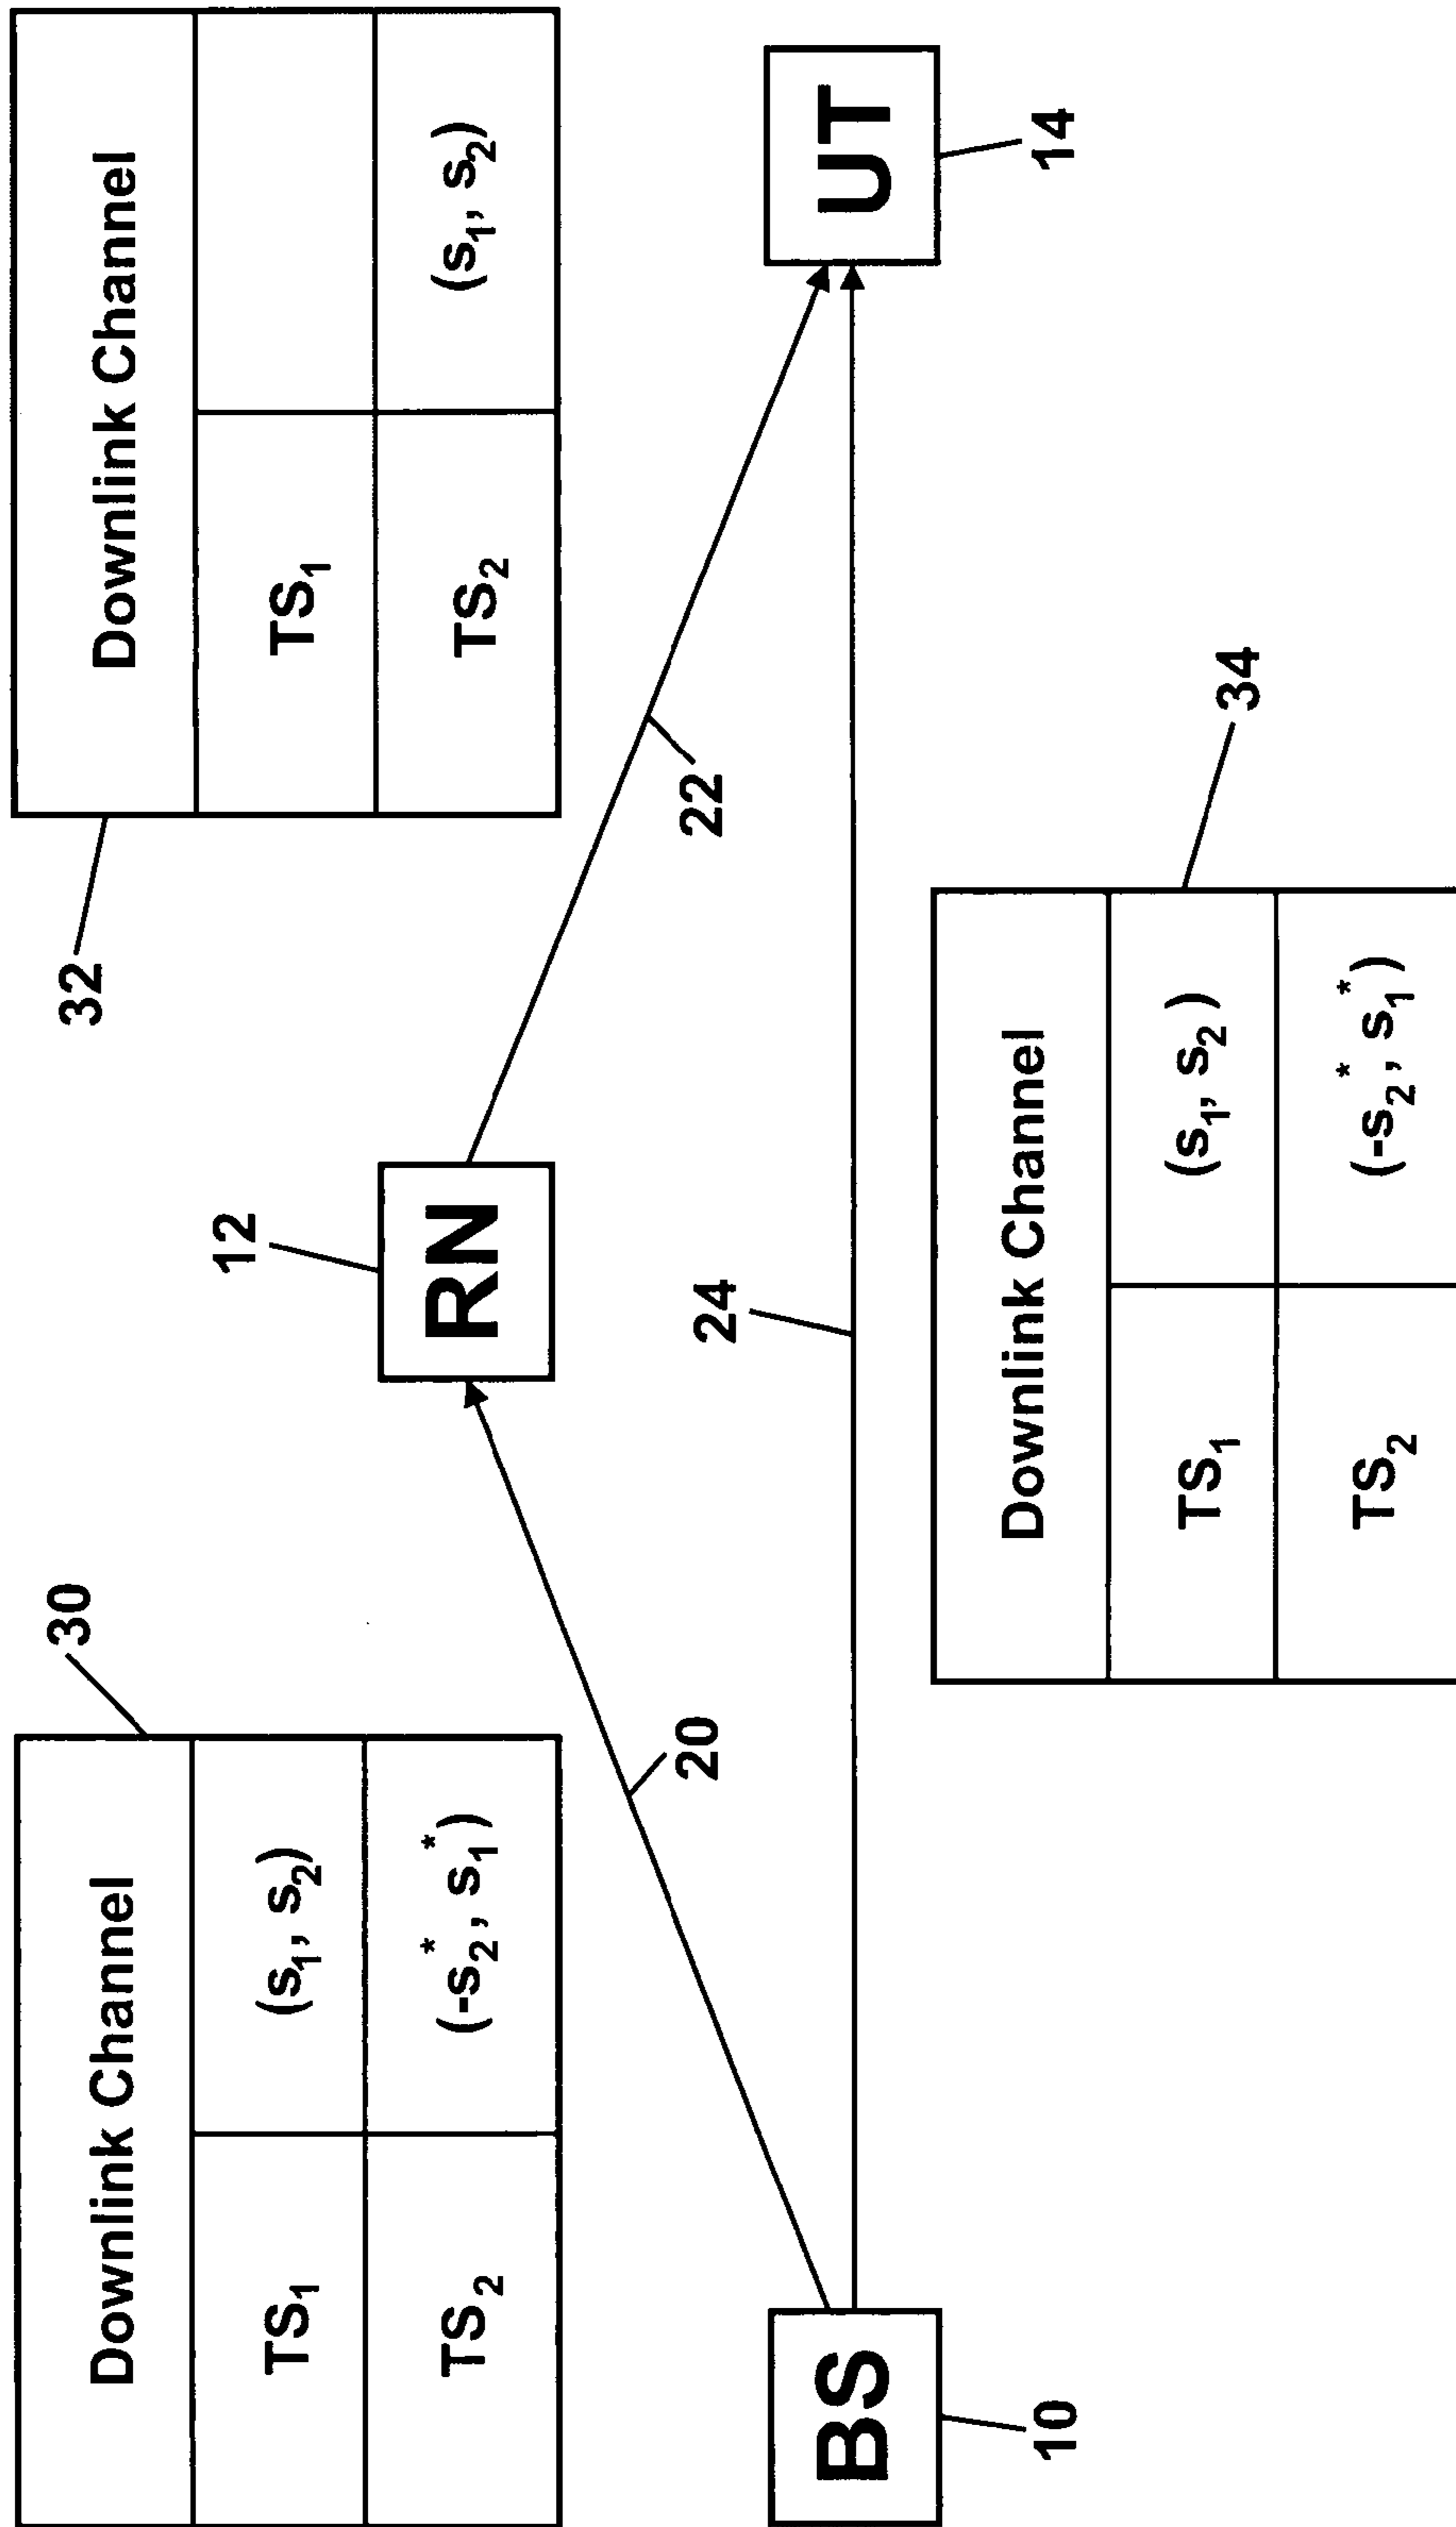 30
Downlink Channel
TS₁ (s₁, s₂)
TS₂ (-s₂*, s₁*)
32
Downlink Channel
TS₁
TS₂ (s₁, s₂)
12
RN
20
22
24
BS
10
UT
14
34
Downlink Channel
TS₁ (s₁, s₂)
TS₂ (-s₂*, s₁*)